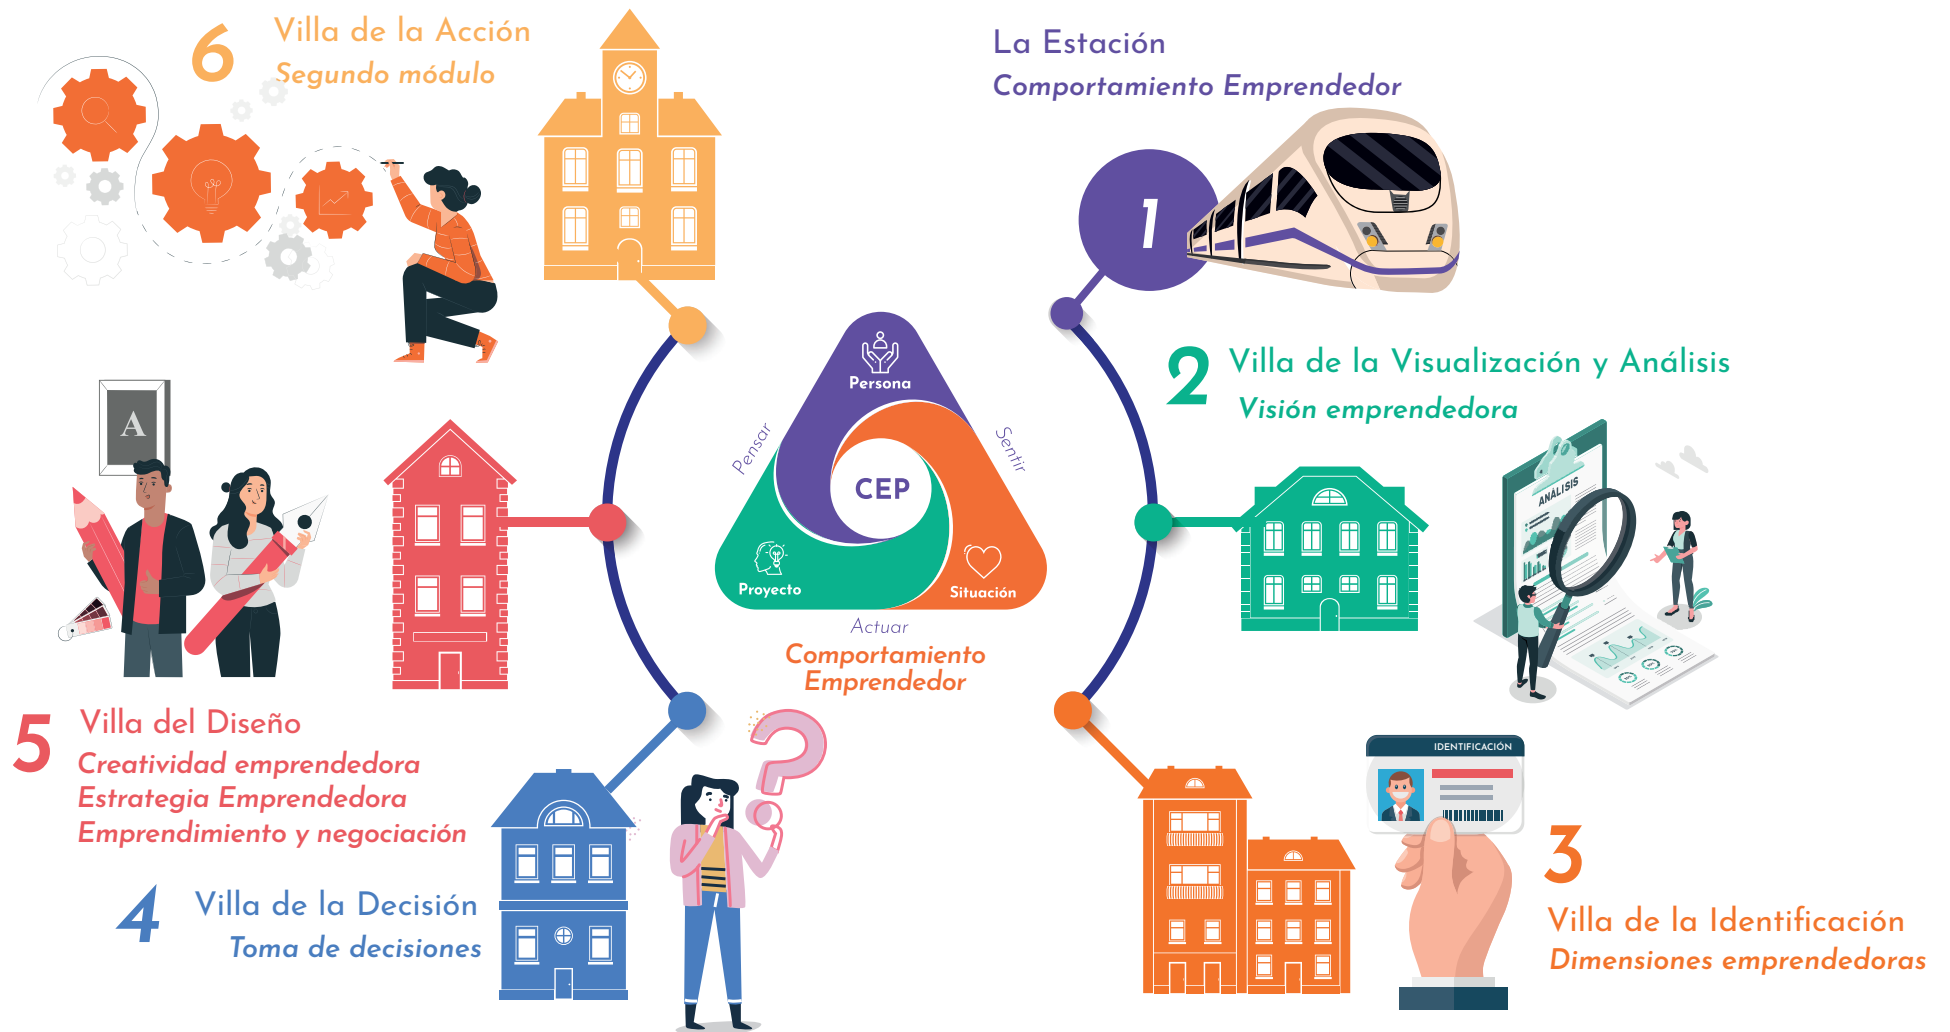 La Estación
Comportamiento Emprendedor
1
2
Villa de la Visualización y Análisis
Visión emprendedora
ANÁLISIS
3
Villa de la Identificación
Dimensiones emprendedoras
IDENTIFICACIÓN
4
Villa de la Decisión
Toma de decisiones
?
5
Villa del Diseño
Creatividad emprendedora
Estrategia Emprendedora
Emprendimiento y negociación
A
6
Villa de la Acción
Segundo módulo
Persona
Pensar
Sentir
CEP
Proyecto
Situación
Actuar
Comportamiento
Emprendedor